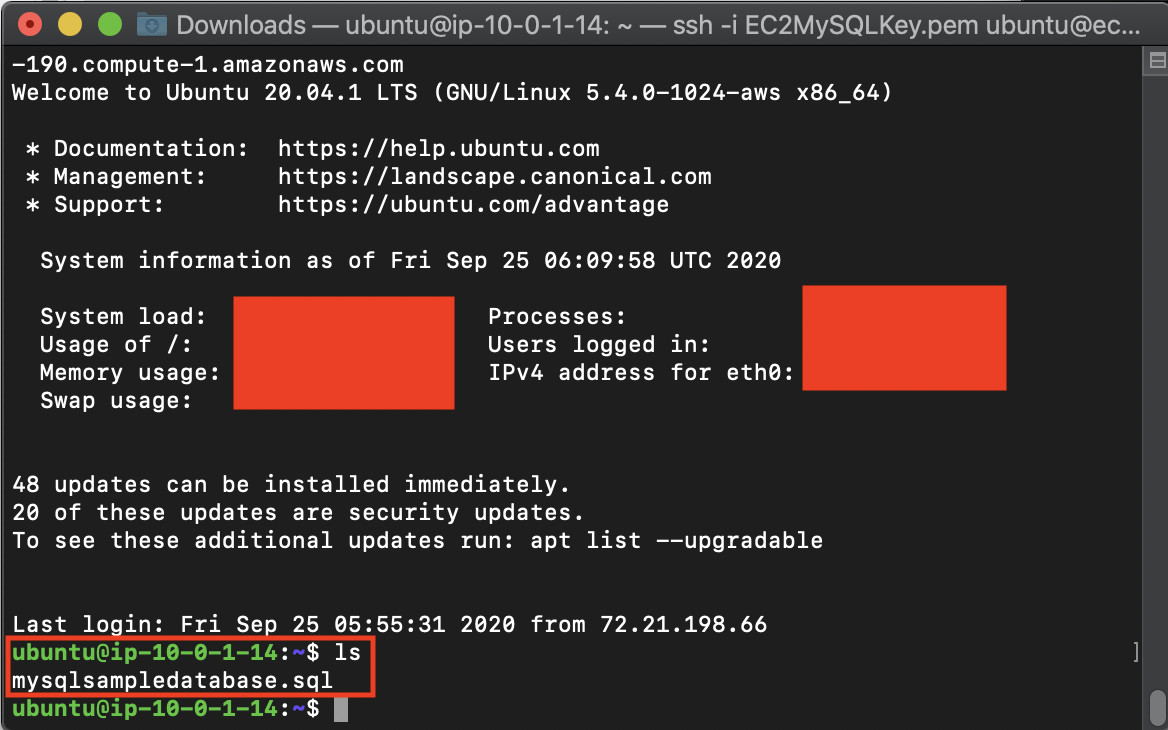 Downloads — ubuntu@ip-10-0-1-14: ~ — ssh -i EC2MySQLKey.pem ubuntu@ec...
-190.compute-1.amazonaws.com
Welcome to Ubuntu 20.04.1 LTS (GNU/Linux 5.4.0-1024-aws x86_64)
* Documentation:  https://help.ubuntu.com
* Management:     https://landscape.canonical.com
* Support:        https://ubuntu.com/advantage
System information as of Fri Sep 25 06:09:58 UTC 2020
System load: Processes:
Usage of /: Users logged in:
Memory usage: IPv4 address for eth0:
Swap usage:
48 updates can be installed immediately.
20 of these updates are security updates.
To see these additional updates run: apt list --upgradable
Last login: Fri Sep 25 05:55:31 2020 from 72.21.198.66
ubuntu@ip-10-0-1-14:~$ ls
mysqlsampledatabase.sql
ubuntu@ip-10-0-1-14:~$